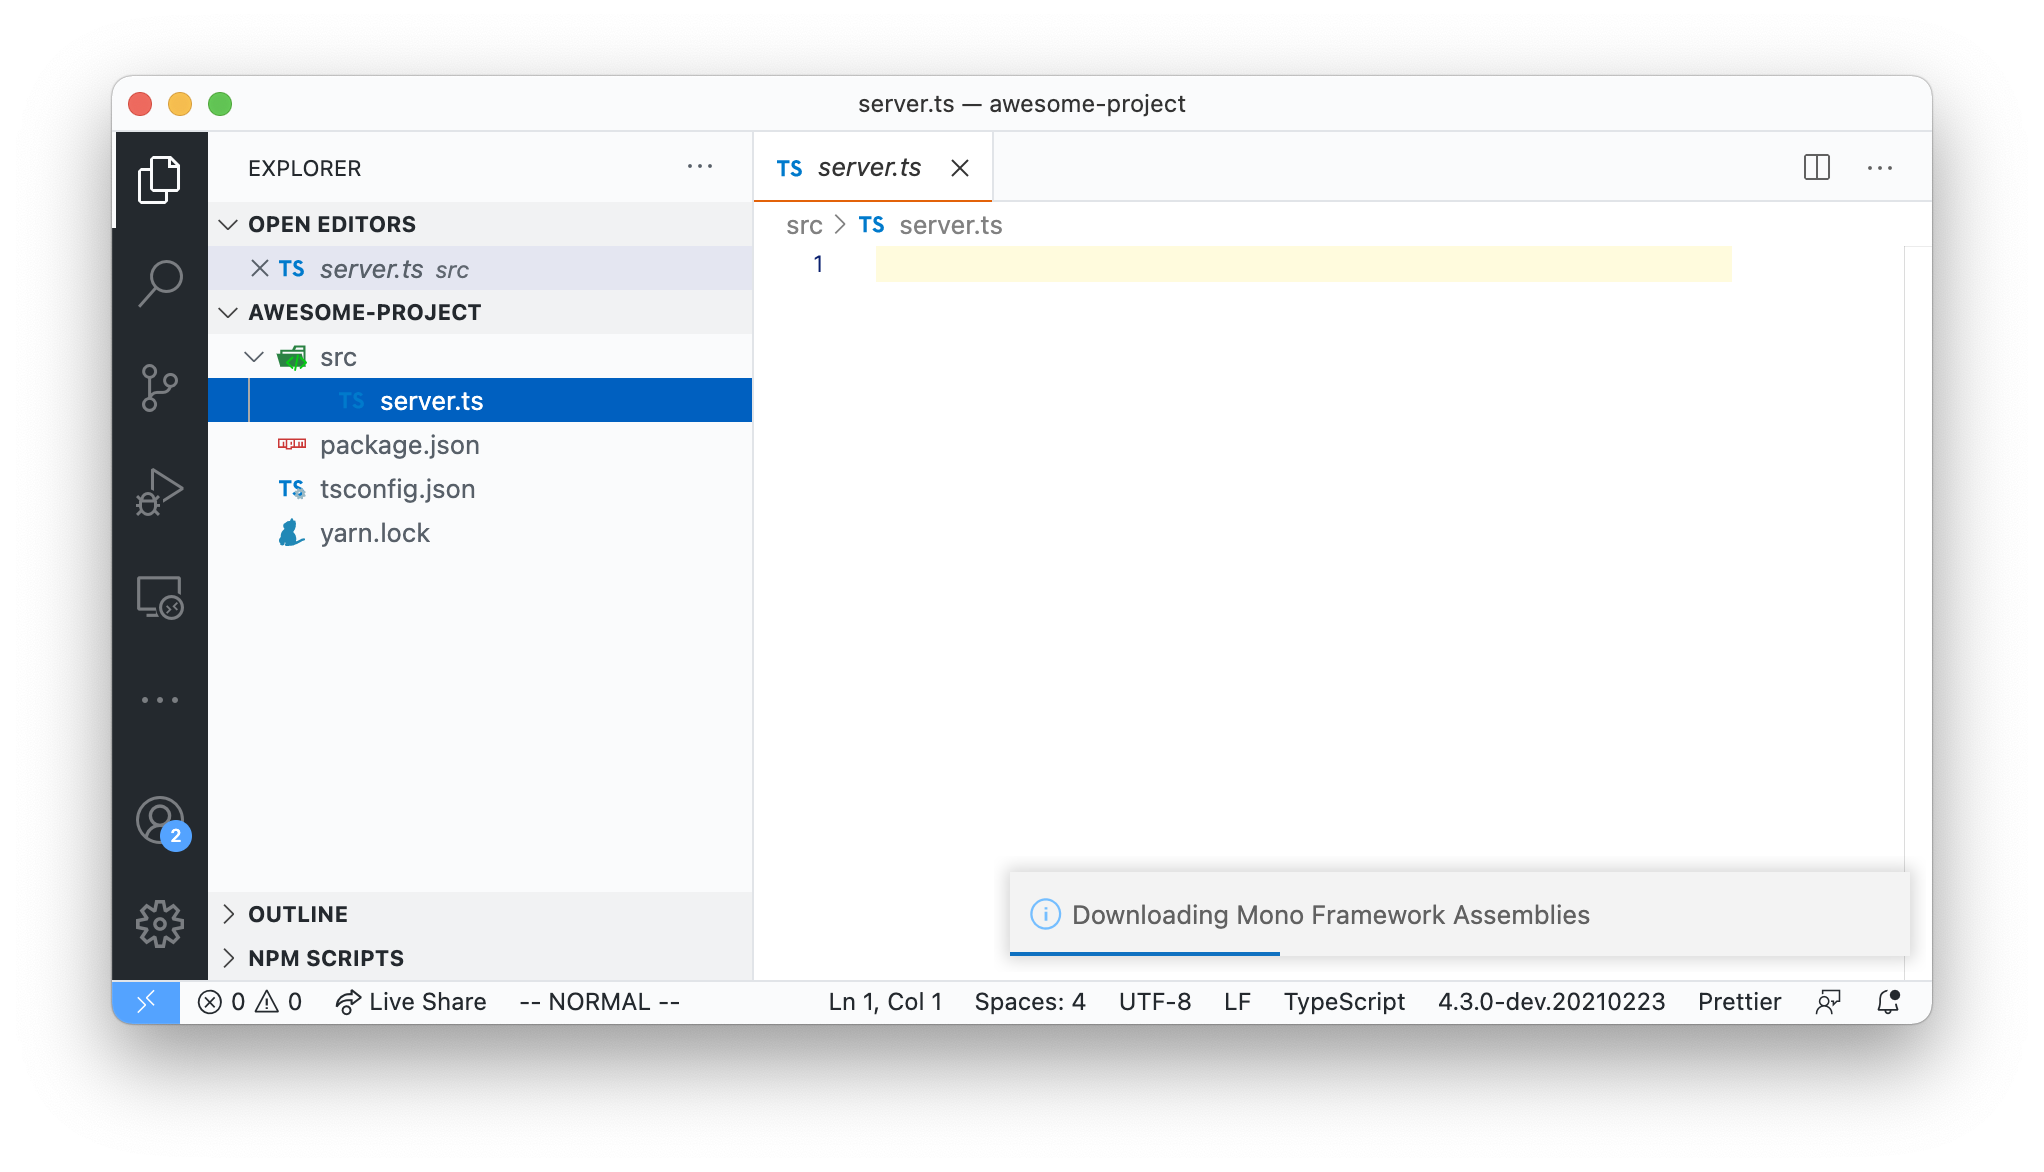 server.ts — awesome-project
EXPLORER
OPEN EDITORS
TS server.ts src
AWESOME-PROJECT
src
TS server.ts
package.json
TS tsconfig.json
yarn.lock
2
OUTLINE
NPM SCRIPTS
TS server.ts
src > TS server.ts
1
Downloading Mono Framework Assemblies
0 0 Live Share -- NORMAL -- Ln 1, Col 1 Spaces: 4 UTF-8 LF TypeScript 4.3.0-dev.20210223 Prettier